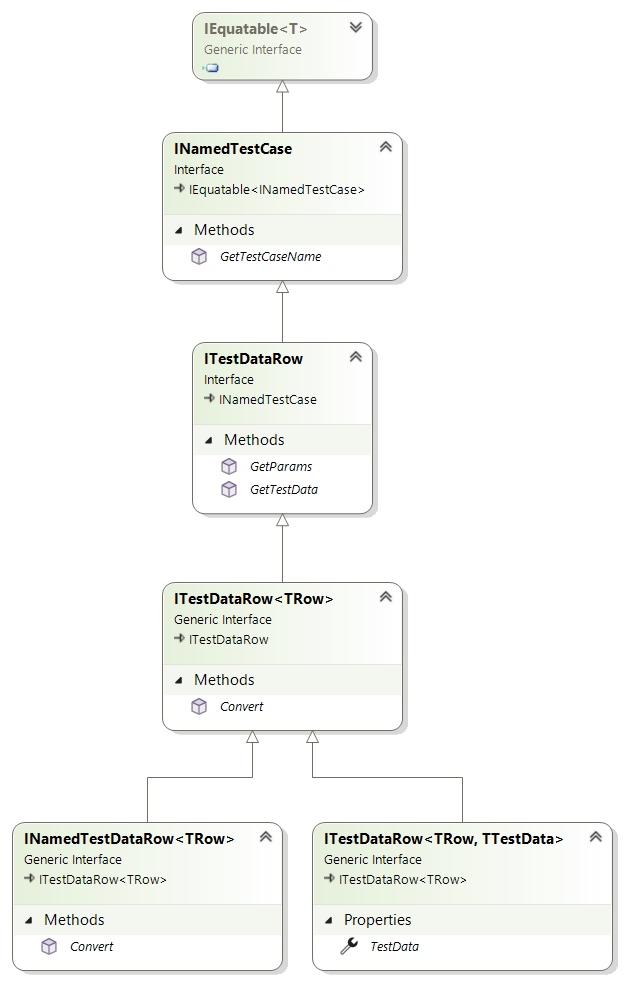 IEquatable<T>
Generic Interface
INamedTestCase
Interface
IEquatable<INamedTestCase>
Methods
GetTestCaseName
ITestDataRow
Interface
INamedTestCase
Methods
GetParams
GetTestData
ITestDataRow<TRow>
Generic Interface
ITestDataRow
Methods
Convert
INamedTestDataRow<TRow>
Generic Interface
ITestDataRow<TRow>
Methods
Convert
ITestDataRow<TRow, TTestData>
Generic Interface
ITestDataRow<TRow>
Properties
TestData